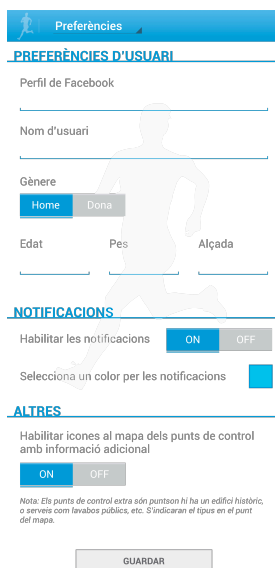 Preferències
PREFERÈNCIES D'USUARI
Perfil de Facebook
Nom d'usuari
Gènere
Home Dona
Edat Pes Alçada
NOTIFICACIONS
Habilitar les notificacions ON OFF
Selecciona un color per les notificacions
ALTRES
Habilitar icones al mapa dels punts de control
amb informació adicional
ON OFF
Nota: Els punts de control extra són puntson hi ha un edifici històric,
o serveis com lavabos públics, etc. S'indicaran el tipus en el punt
del mapa.
GUARDAR